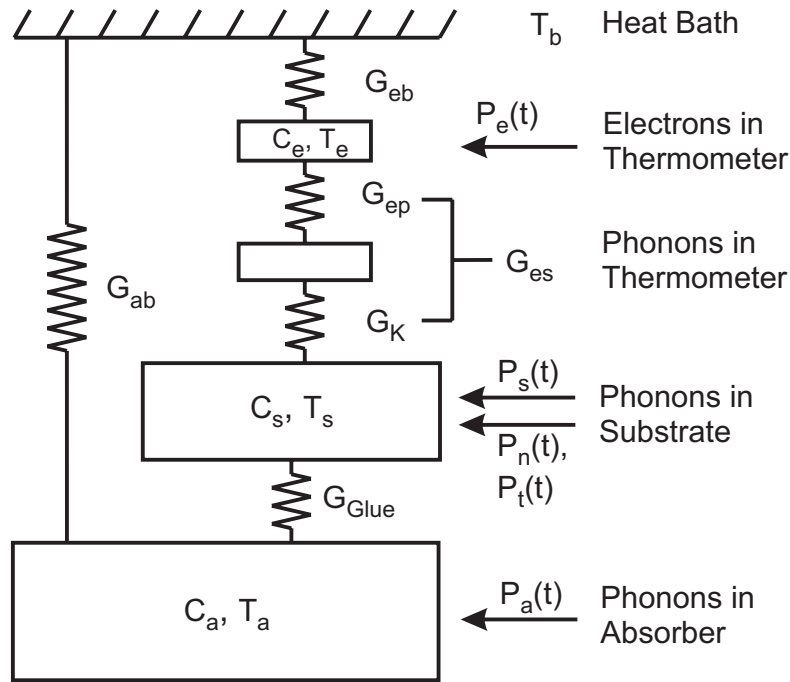 T_b Heat Bath
G_eb
P_e(t) Electrons in
Thermometer
C_e, T_e
G_ep
G_es Phonons in
Thermometer
G_ab
G_K
P_s(t) Phonons in
Substrate
C_s, T_s
P_n(t),
P_t(t)
G_Glue
P_a(t) Phonons in
Absorber
C_a, T_a